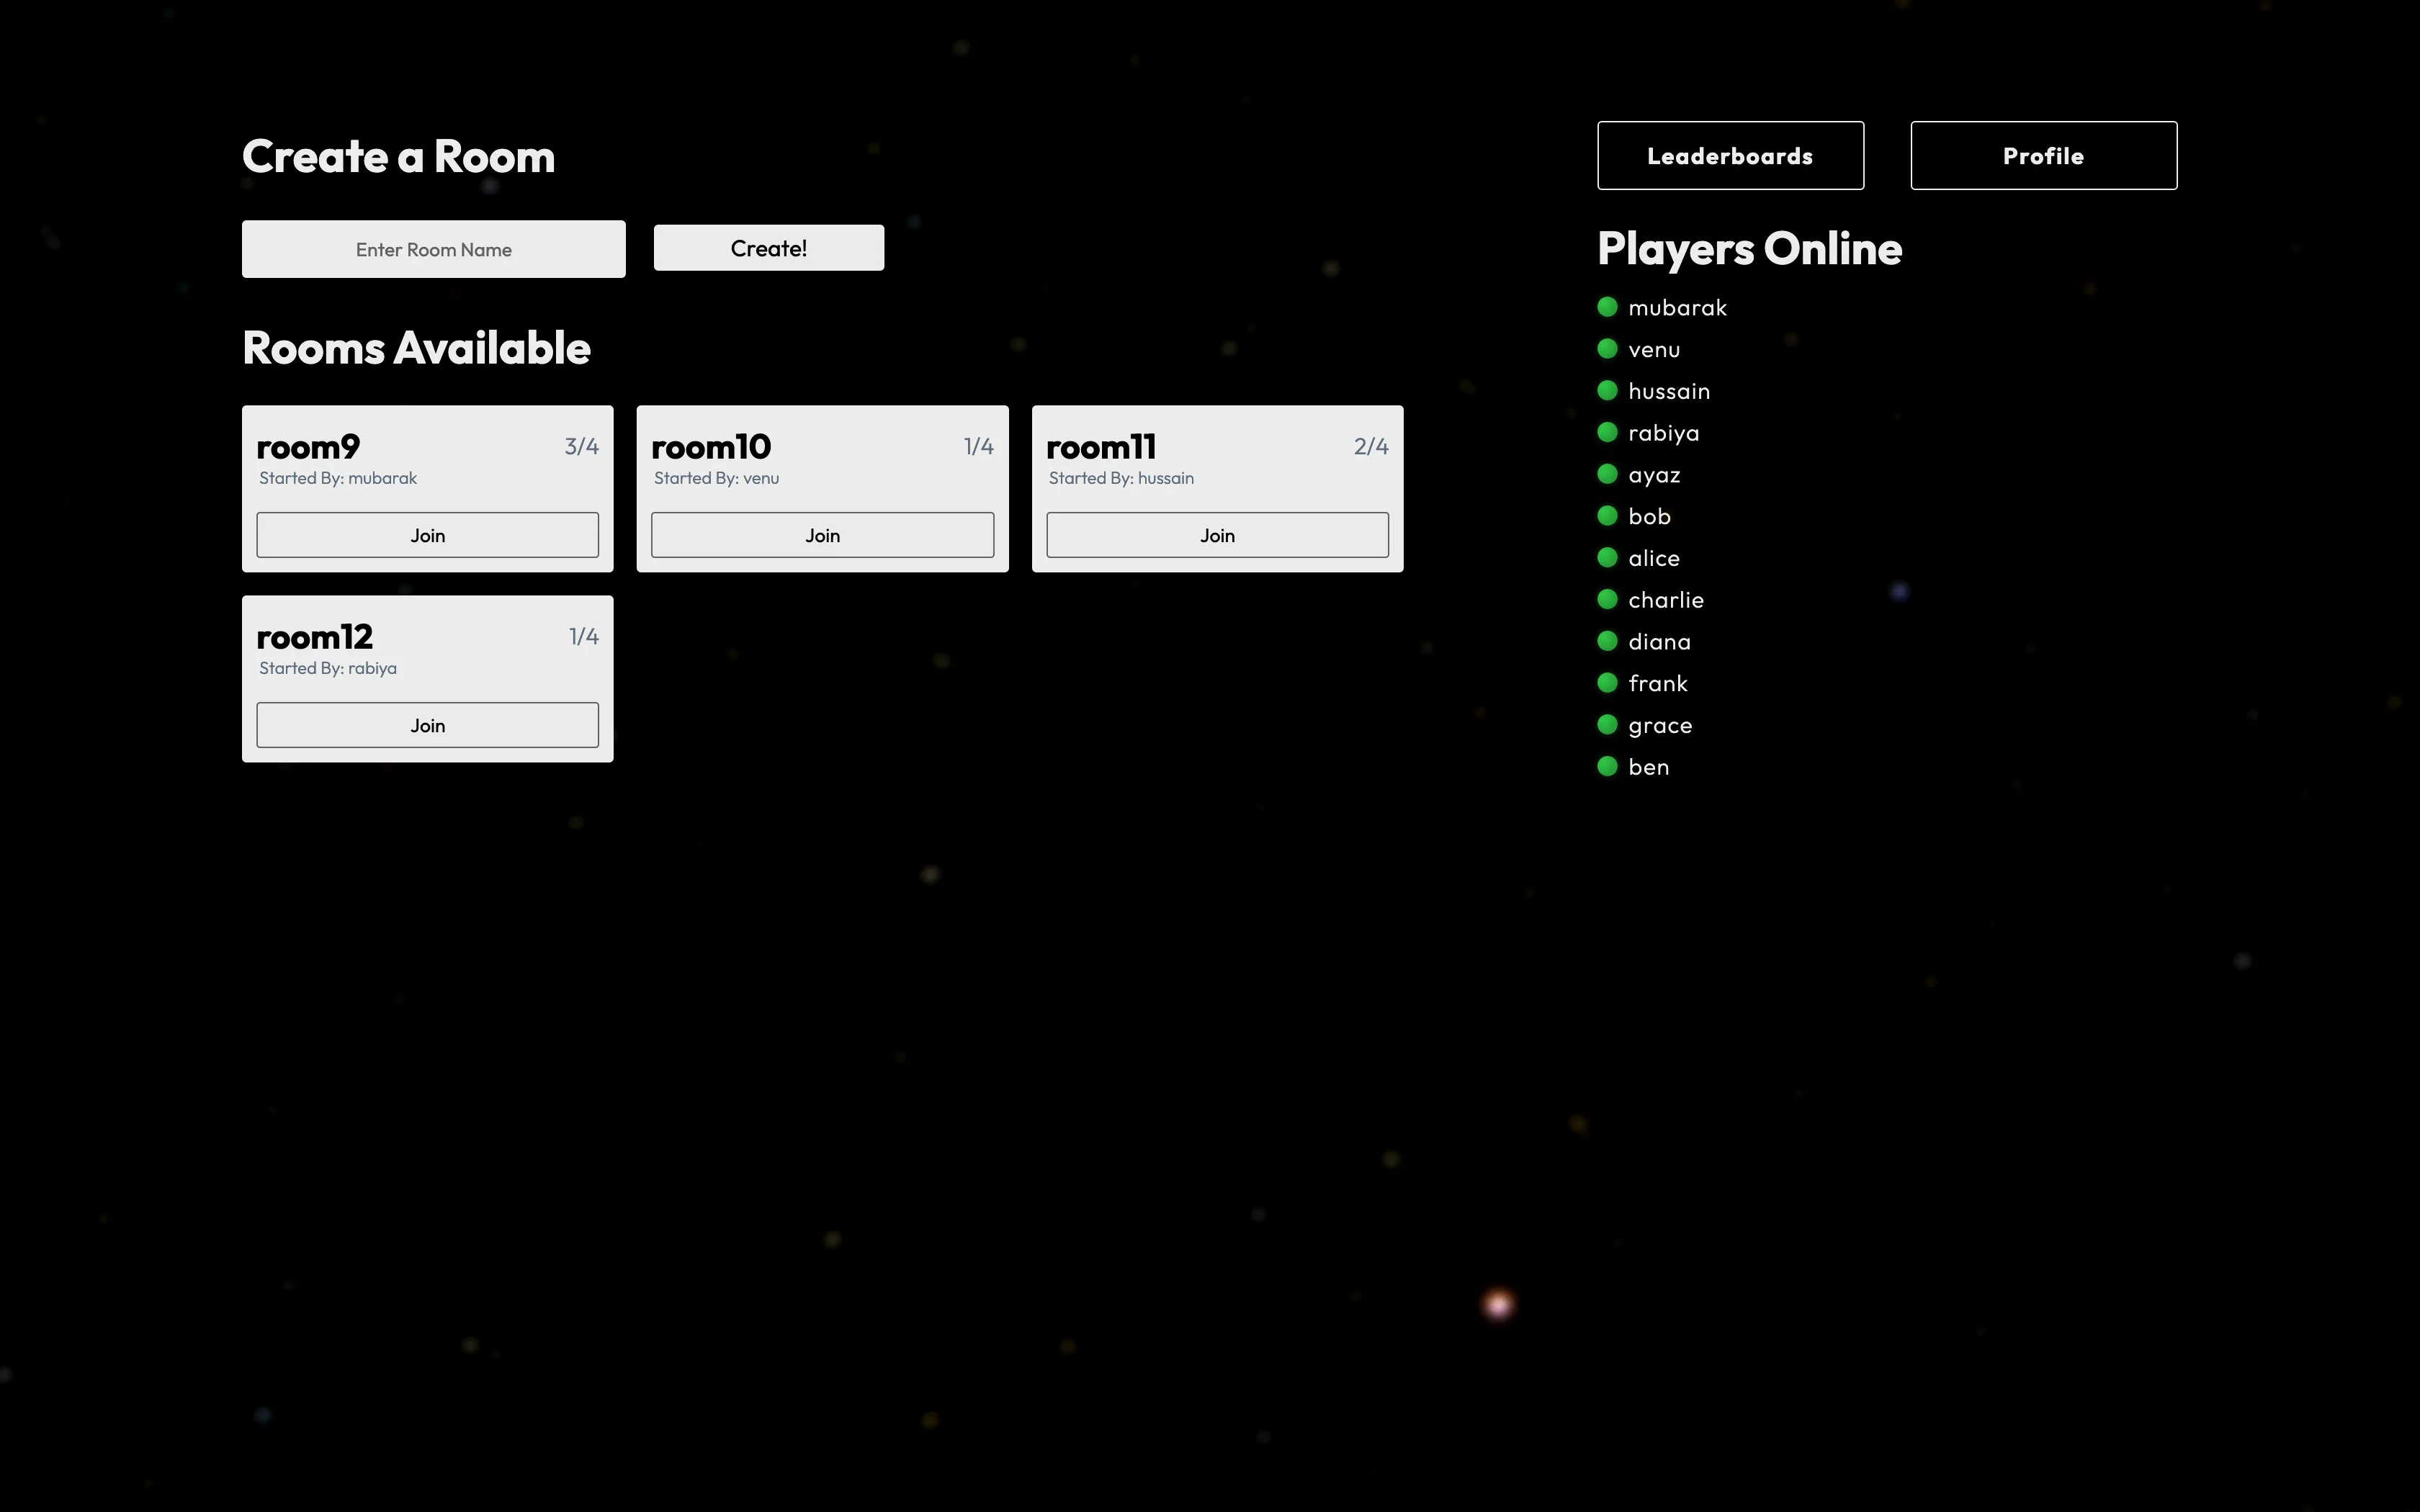 Create a Room
Enter Room Name
Create!
Rooms Available
room9
3/4
Started By: mubarak
Join
room10
1/4
Started By: venu
Join
room11
2/4
Started By: hussain
Join
room12
1/4
Started By: rabiya
Join
Leaderboards
Profile
Players Online
mubarak
venu
hussain
rabiya
ayaz
bob
alice
charlie
diana
frank
grace
ben